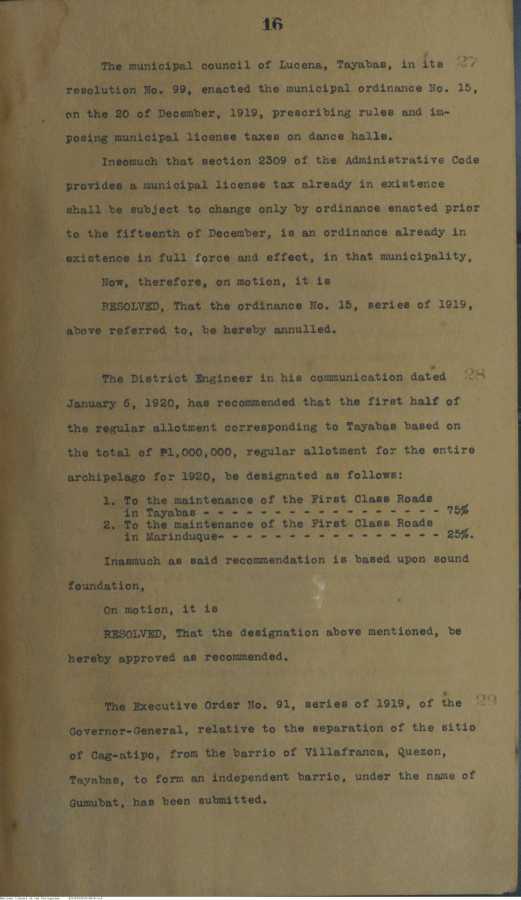 16
The municipal council of Lucena, Tayabas, in its 27
resolution No. 99, enacted the municipal ordinance No. 15,
on the 20 of December, 1919, prescribing rules and im-
posing municipal license taxes on dance halls.
Insomuch that section 2309 of the Administrative Code
provides a municipal license tax already in existence
shall be subject to change only by ordinance enacted prior
to the fifteenth of December, is an ordinance already in
existence in full force and effect, in that municipality,
Now, therefore, on motion, it is
RESOLVED, That the ordinance No. 15, series of 1919,
above referred to, be hereby annulled.
The District Engineer in his communication dated 28
January 6, 1920, has recommended that the first half of
the regular allotment corresponding to Tayabas based on
the total of ₱1,000,000, regular allotment for the entire
archipelago for 1920, be designated as follows:
1. To the maintenance of the First Class Roads
in Tayabas - - - - - - - - - - - - - - - - - 75%
2. To the maintenance of the First Class Roads
in Marinduque- - - - - - - - - - - - - - - - 25%.
Inasmuch as said recommendation is based upon sound
foundation,
On motion, it is
RESOLVED, That the designation above mentioned, be
hereby approved as recommended.
The Executive Order No. 91, series of 1919, of the 29
Governor-General, relative to the separation of the sitio
of Cag-atipo, from the barrio of Villafranca, Quezon,
Tayabas, to form an independent barrio, under the name of
Gumubat, has been submitted.